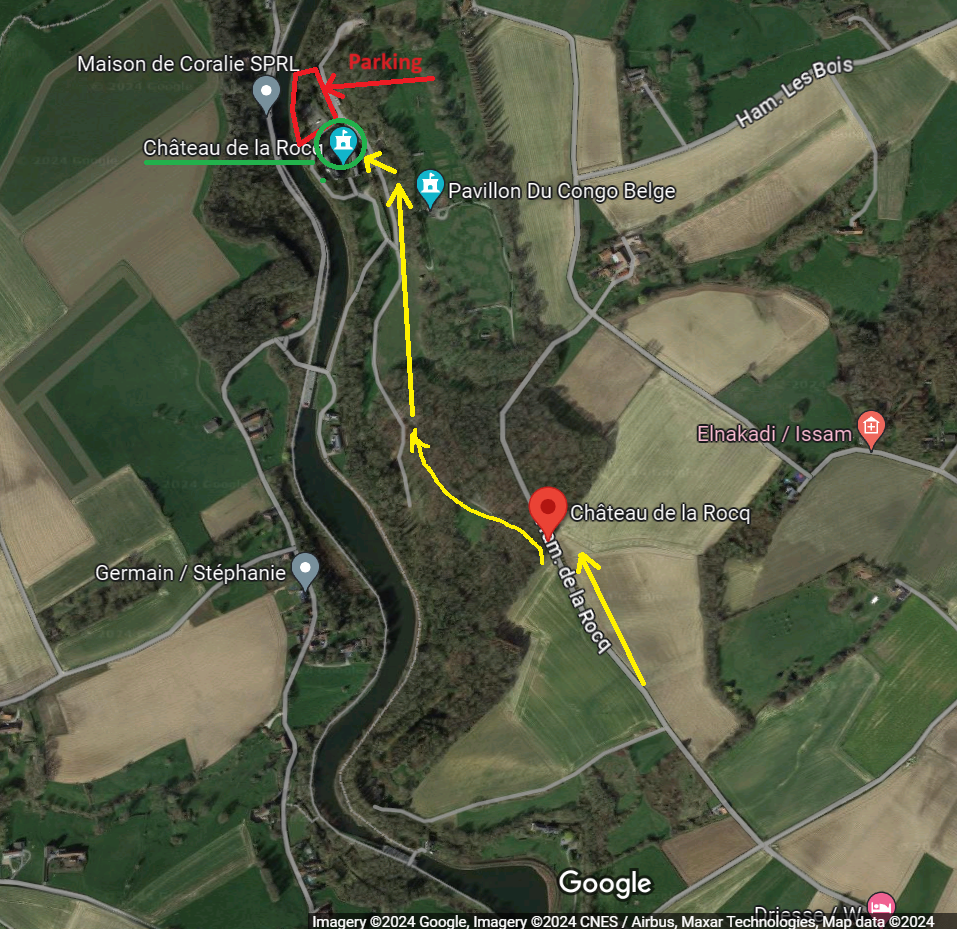 Parking
Maison de Coralie SPRL
Ham. Les Bois
Château de la Rocq
Pavillon Du Congo Belge
Elnakadi / Issam
Château de la Rocq
Ham. de la Rocq
Germain / Stéphanie
Google
Driesse / W
Imagery ©2024 Google, Imagery ©2024 CNES / Airbus, Maxar Technologies, Map data ©2024